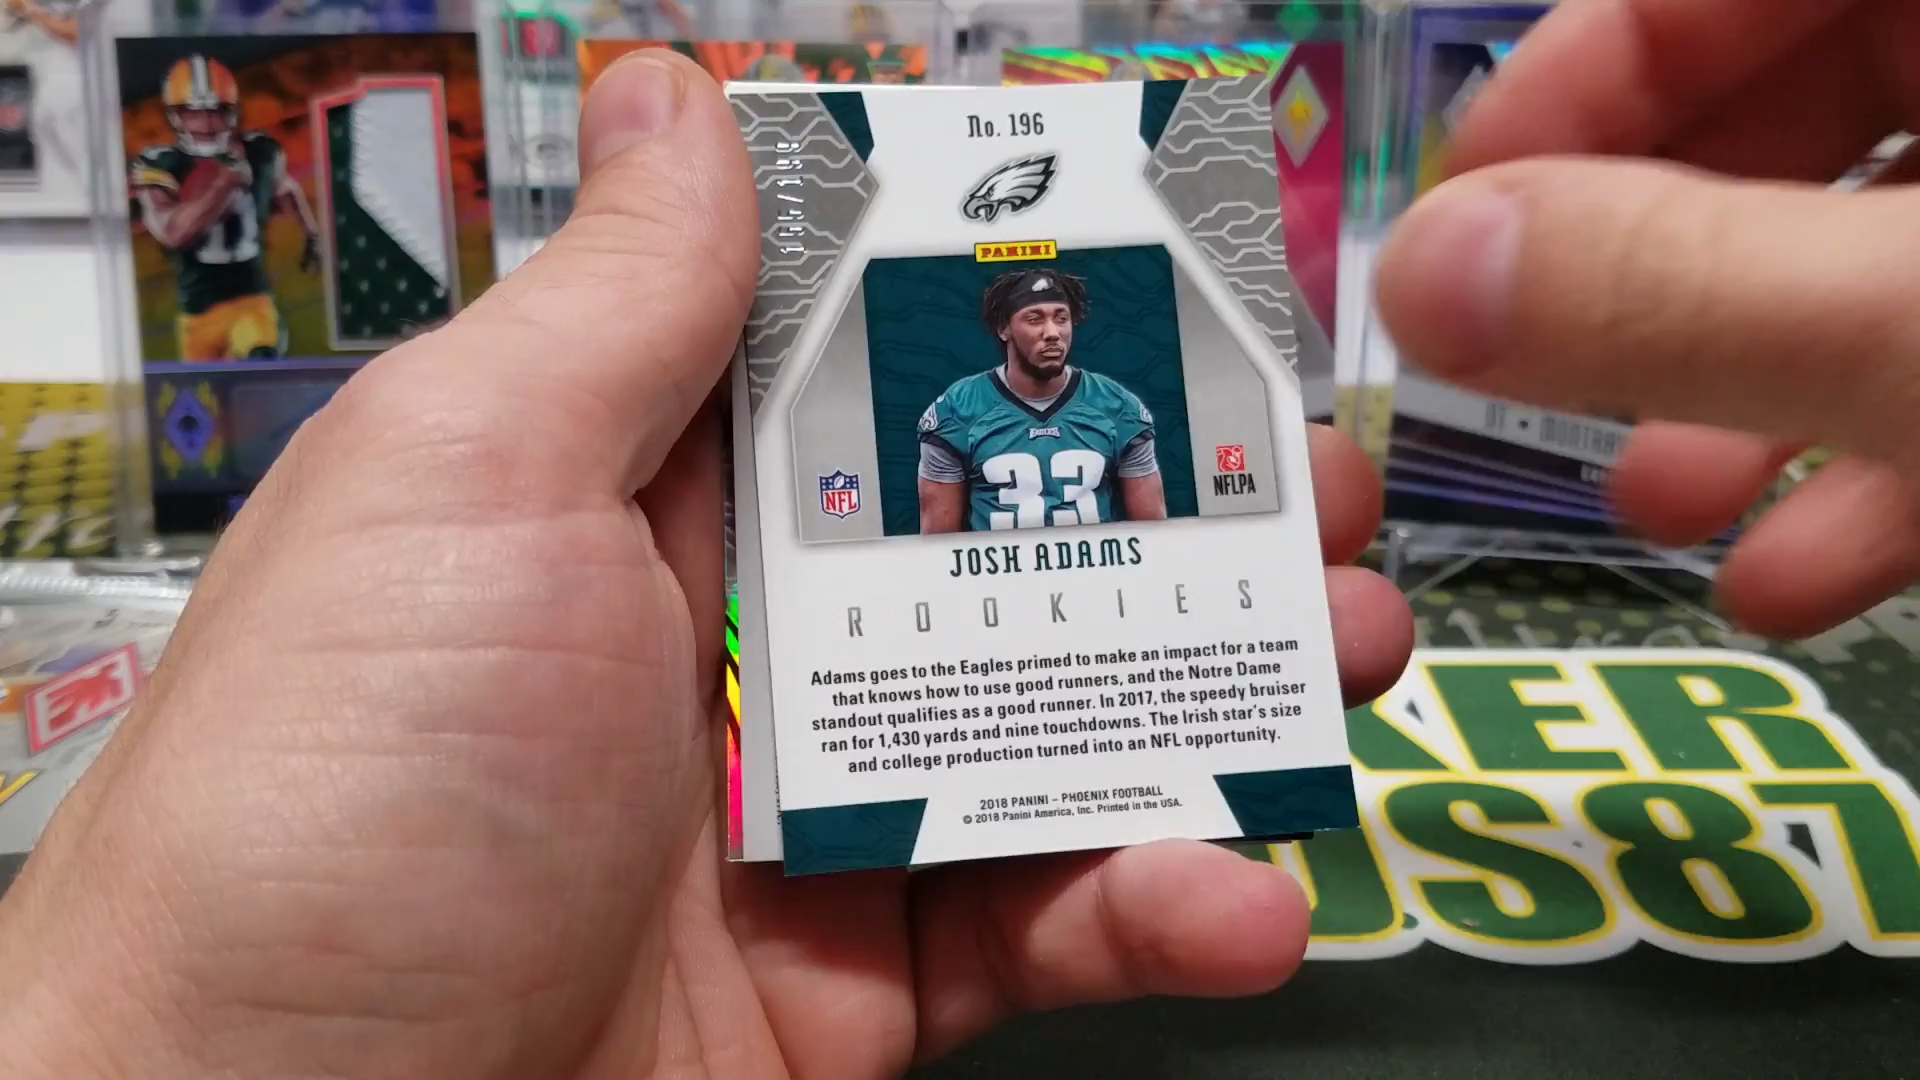 No. 196
PANINI
EAGLES
33
NFL
NFLPA
JOSH ADAMS
ROOKIES
Adams goes to the Eagles primed to make an impact for a team
that knows how to use good runners, and the Notre Dame
standout qualifies as a good runner. In 2017, the speedy bruiser
ran for 1,430 yards and nine touchdowns. The Irish star's size
and college production turned into an NFL opportunity.
2018 PANINI – PHOENIX FOOTBALL
© 2018 Panini America, Inc. Printed in the USA.